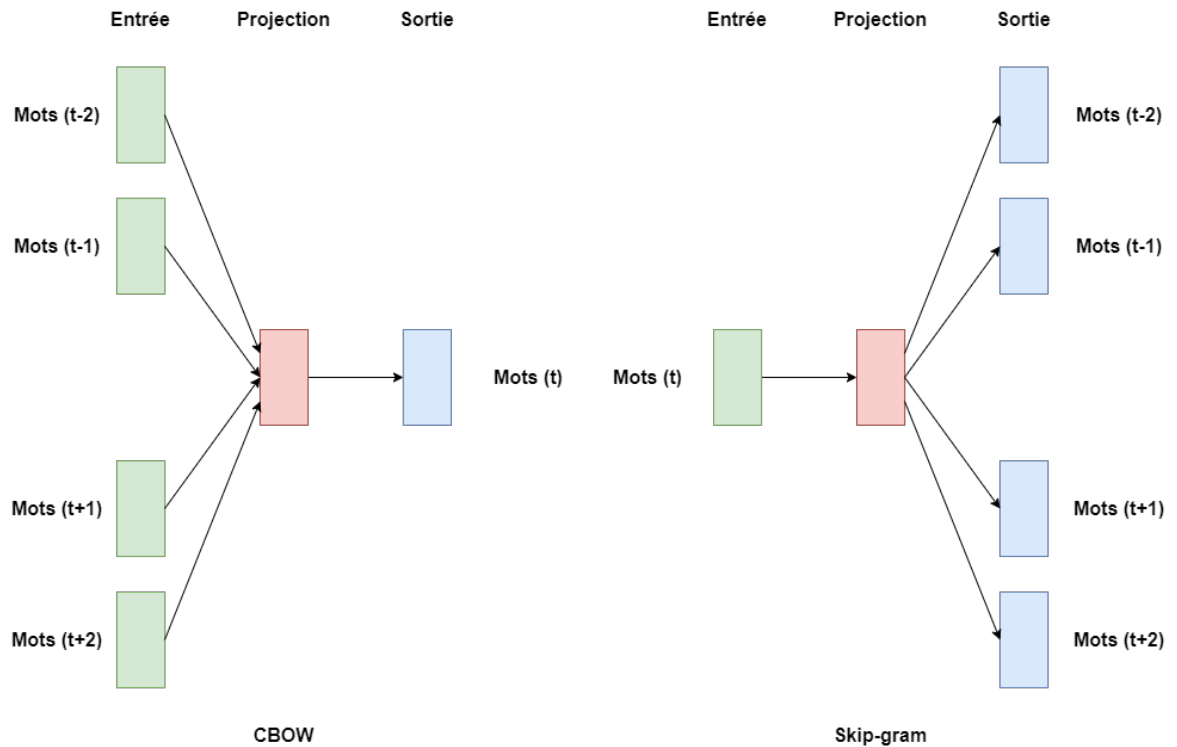 Entrée
Projection
Sortie
Mots (t-2)
Mots (t-1)
Mots (t)
Mots (t+1)
Mots (t+2)
CBOW
Entrée
Projection
Sortie
Mots (t-2)
Mots (t-1)
Mots (t)
Mots (t+1)
Mots (t+2)
Skip-gram